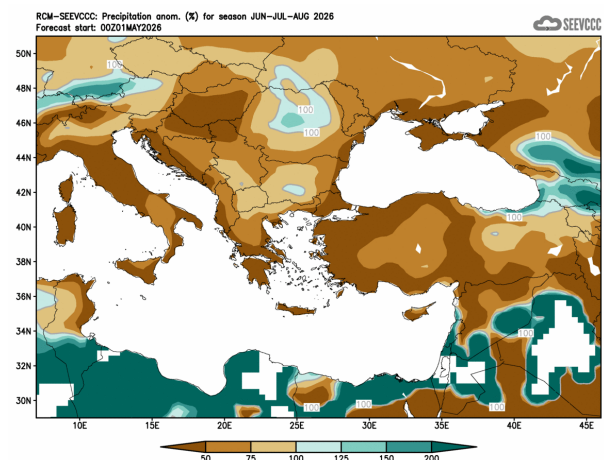 RCM-SEEVCCC: Precipitation anom. (%) for season JUN-JUL-AUG 2026
Forecast start: 00Z01MAY2026
SEEVCCC
50N
48N
46N
44N
42N
40N
38N
36N
34N
32N
30N
100
100
100
100
100
100
100
100
100
10E
15E
20E
25E
30E
35E
40E
45E
50
75
100
125
150
200